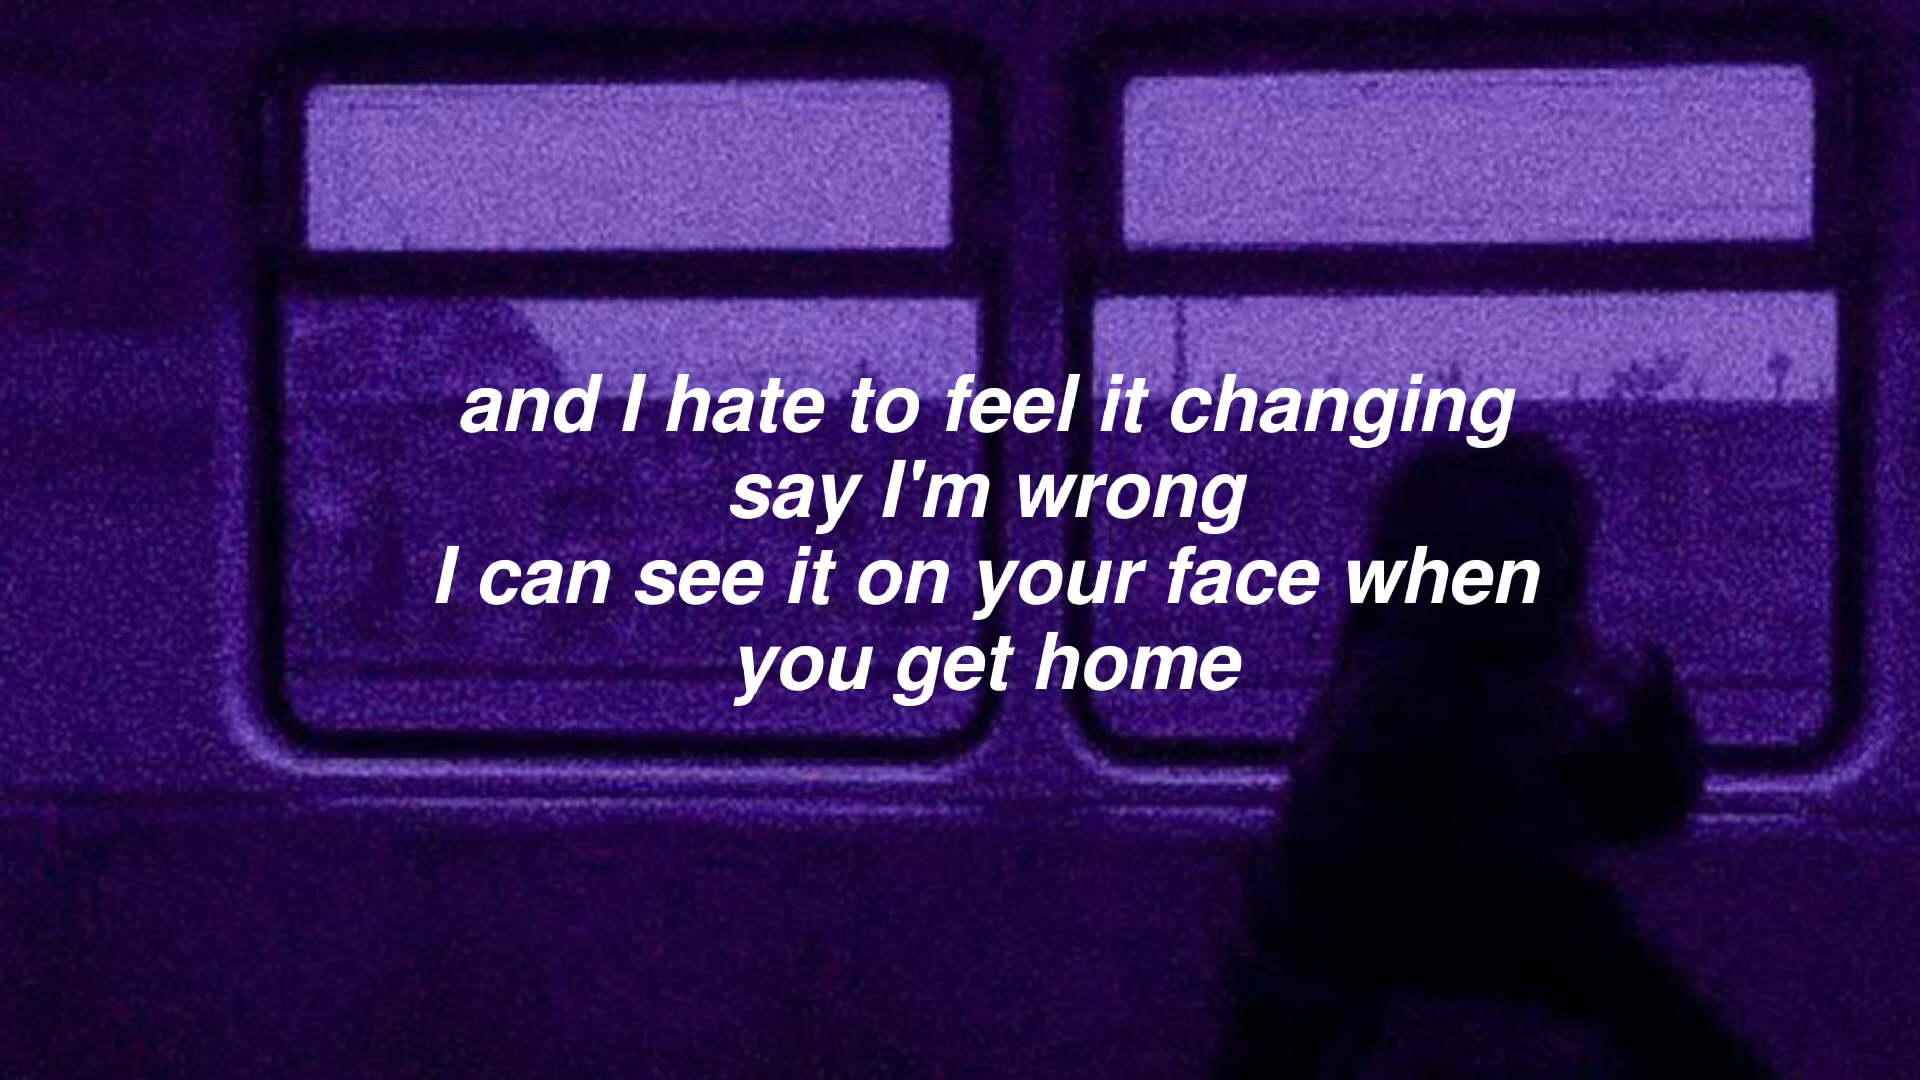 and I hate to feel it changing
say I'm wrong
I can see it on your face when
you get home